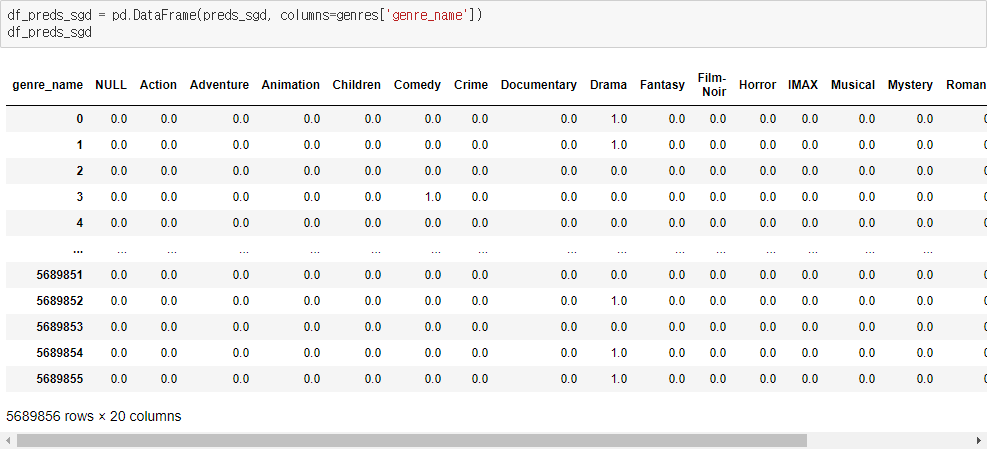 df_preds_sgd = pd.DataFrame(preds_sgd, columns=genres['genre_name'])
df_preds_sgd
genre_name NULL Action Adventure Animation Children Comedy Crime Documentary Drama Fantasy Film-Noir Horror IMAX Musical Mystery Roman
0 0.0 0.0 0.0 0.0 0.0 0.0 0.0 0.0 1.0 0.0 0.0 0.0 0.0 0.0 0.0
1 0.0 0.0 0.0 0.0 0.0 0.0 0.0 0.0 1.0 0.0 0.0 0.0 0.0 0.0 0.0
2 0.0 0.0 0.0 0.0 0.0 0.0 0.0 0.0 0.0 0.0 0.0 0.0 0.0 0.0 0.0
3 0.0 0.0 0.0 0.0 0.0 1.0 0.0 0.0 0.0 0.0 0.0 0.0 0.0 0.0 0.0
4 0.0 0.0 0.0 0.0 0.0 0.0 0.0 0.0 0.0 0.0 0.0 0.0 0.0 0.0 0.0
... ... ... ... ... ... ... ... ... ... ... ... ... ... ... ...
5689851 0.0 0.0 0.0 0.0 0.0 0.0 0.0 0.0 0.0 0.0 0.0 0.0 0.0 0.0 0.0
5689852 0.0 0.0 0.0 0.0 0.0 0.0 0.0 0.0 1.0 0.0 0.0 0.0 0.0 0.0 0.0
5689853 0.0 0.0 0.0 0.0 0.0 0.0 0.0 0.0 0.0 0.0 0.0 0.0 0.0 0.0 0.0
5689854 0.0 0.0 0.0 0.0 0.0 0.0 0.0 0.0 1.0 0.0 0.0 0.0 0.0 0.0 0.0
5689855 0.0 0.0 0.0 0.0 0.0 0.0 0.0 0.0 1.0 0.0 0.0 0.0 0.0 0.0 0.0
5689856 rows × 20 columns